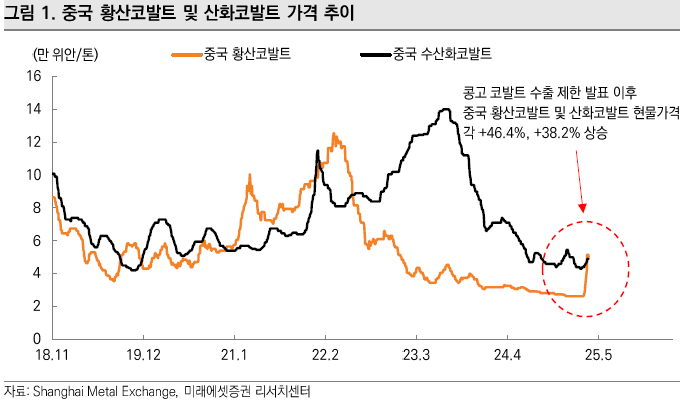 그림 1. 중국 황산코발트 및 산화코발트 가격 추이
(만 위안/톤)
중국 황산코발트
중국 수산화코발트
콩고 코발트 수출 제한 발표 이후
중국 황산코발트 및 산화코발트 현물가격
각 +46.4%, +38.2% 상승
16
14
12
10
8
6
4
2
0
18.11 19.12 21.1 22.2 23.3 24.4 25.5
자료: Shanghai Metal Exchange, 미래에셋증권 리서치센터